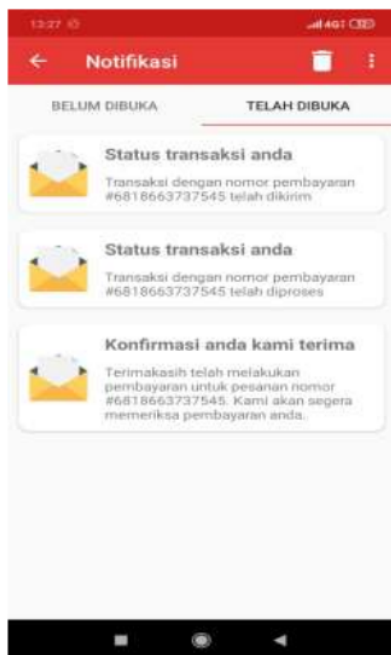 13:27
4G
Notifikasi
BELUM DIBUKA
TELAH DIBUKA
Status transaksi anda
Transaksi dengan nomor pembayaran
#6818663737545 telah dikirim
Status transaksi anda
Transaksi dengan nomor pembayaran
#6818663737545 telah diproses
Konfirmasi anda kami terima
Terimakasih telah melakukan
pembayaran untuk pesanan nomor
#6818663737545. Kami akan segera
memeriksa pembayaran anda.